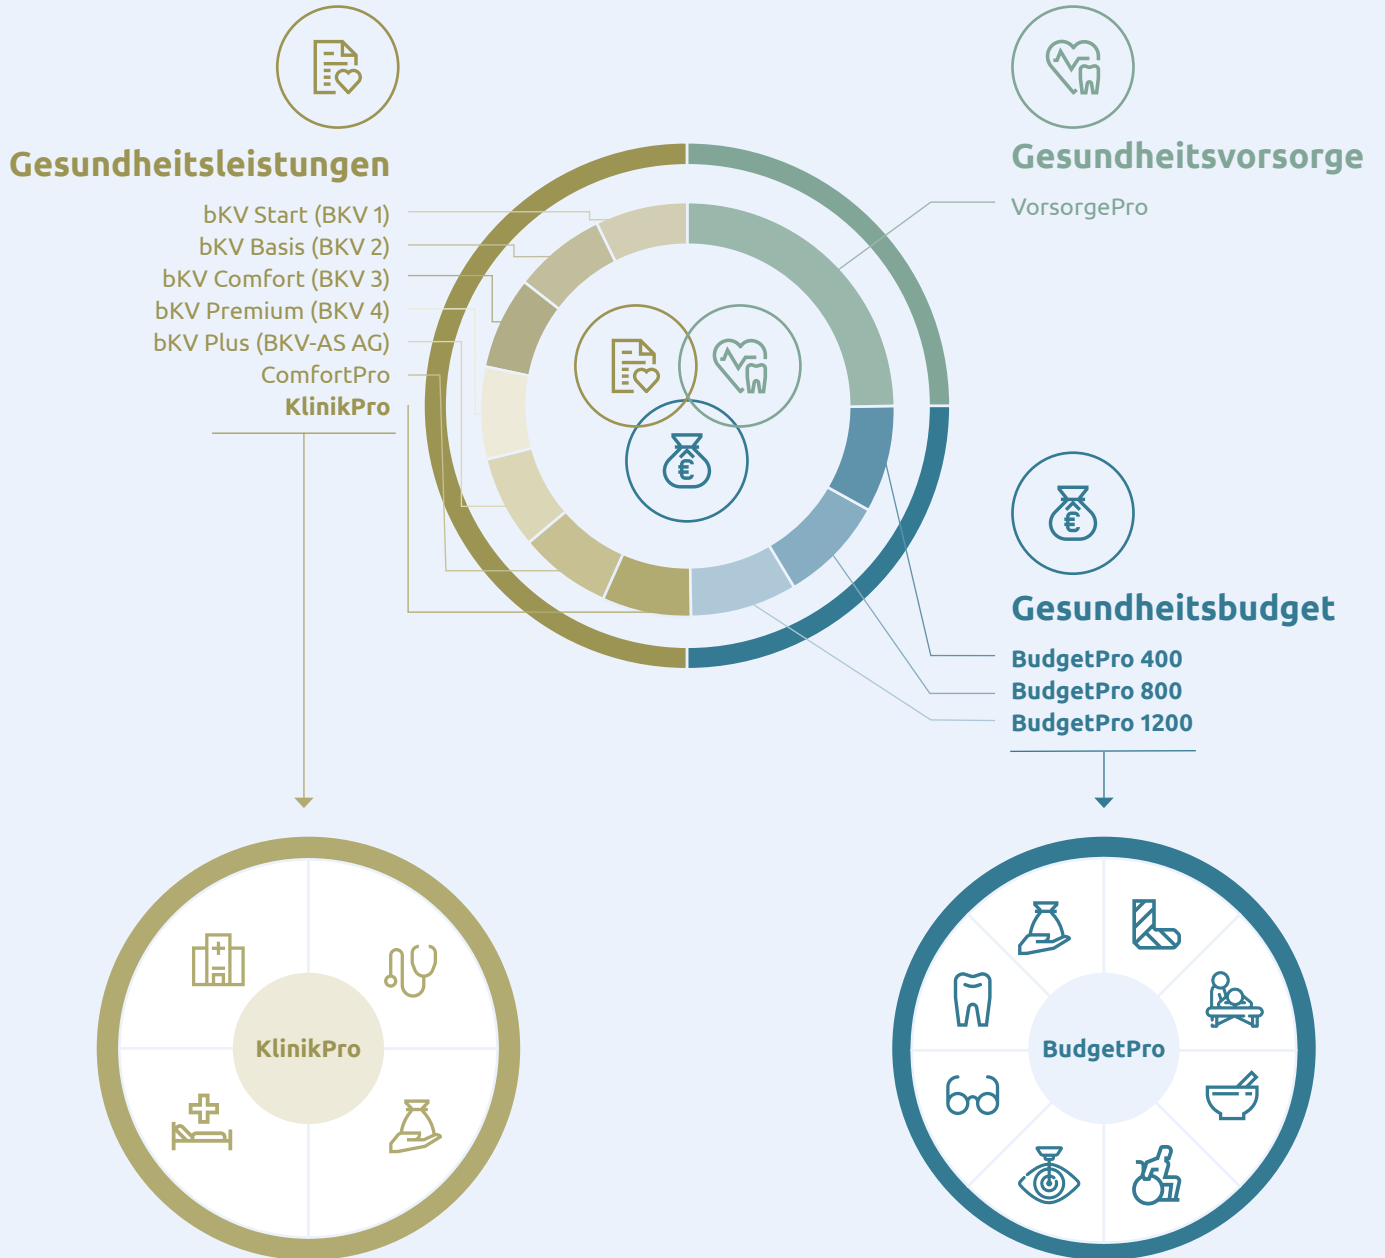 Gesundheitsleistungen
bKV Start (BKV 1)
bKV Basis (BKV 2)
bKV Comfort (BKV 3)
bKV Premium (BKV 4)
bKV Plus (BKV-AS AG)
ComfortPro
KlinikPro
Gesundheitsvorsorge
VorsorgePro
€
€
Gesundheitsbudget
BudgetPro 400
BudgetPro 800
BudgetPro 1200
KlinikPro
BudgetPro